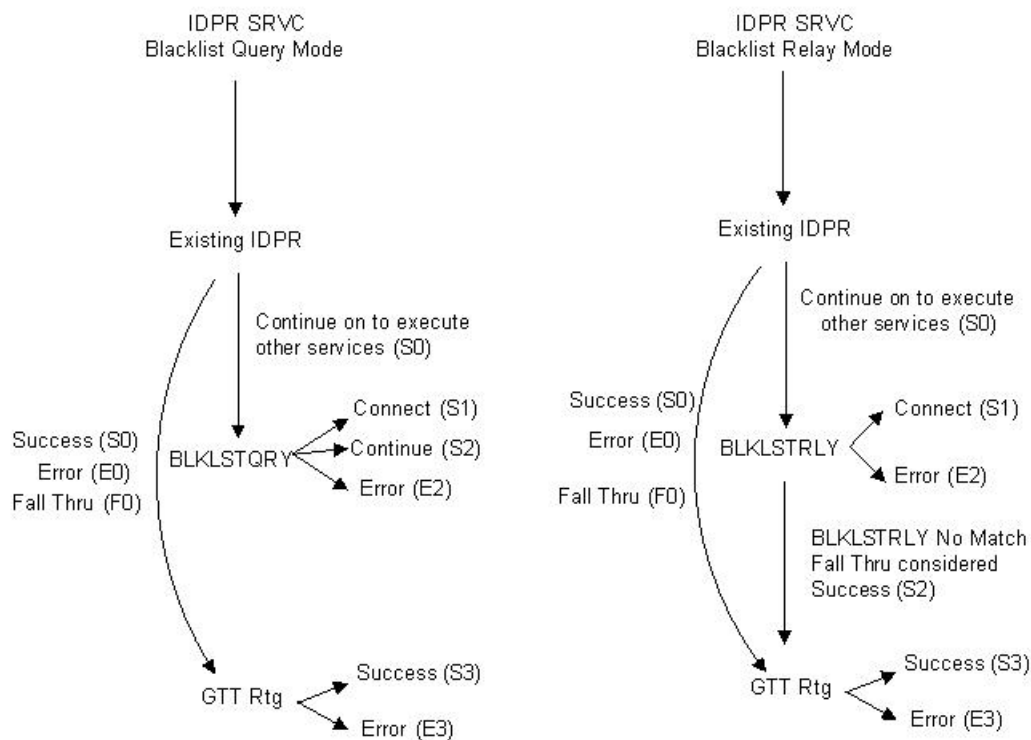 IDPR SRVC
Blacklist Query Mode
Existing IDPR
Continue on to execute
other services (S0)
Connect (S1)
Continue (S2)
Error (E2)
BLKLSTQRY
Success (S0)
Error (E0)
Fall Thru (F0)
GTT Rtg
Success (S3)
Error (E3)
IDPR SRVC
Blacklist Relay Mode
Existing IDPR
Continue on to execute
other services (S0)
Success (S0)
Error (E0)
Fall Thru (F0)
BLKLSTRLY
Connect (S1)
Error (E2)
BLKLSTRLY No Match
Fall Thru considered
Success (S2)
GTT Rtg
Success (S3)
Error (E3)